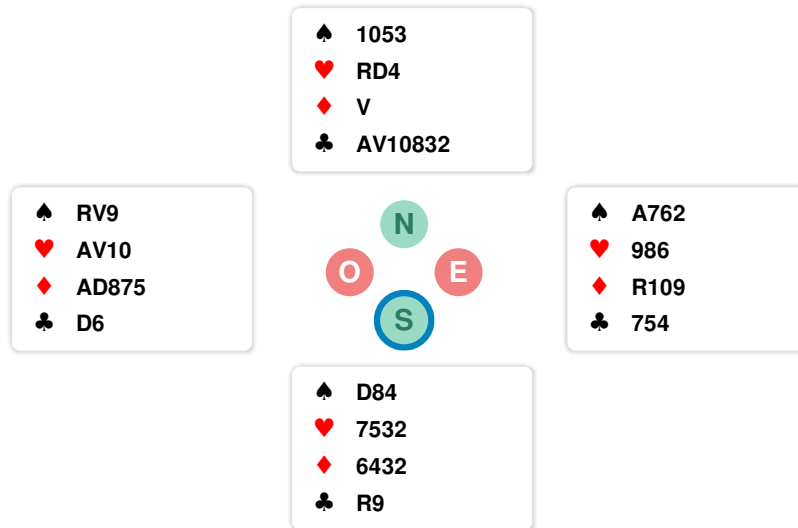 ♠ 1053
♥ RD4
♦ V
♣ AV10832
♠ RV9
♥ AV10
♦ AD875
♣ D6
N
O E
S
♠ A762
♥ 986
♦ R109
♣ 754
♠ D84
♥ 7532
♦ 6432
♣ R9